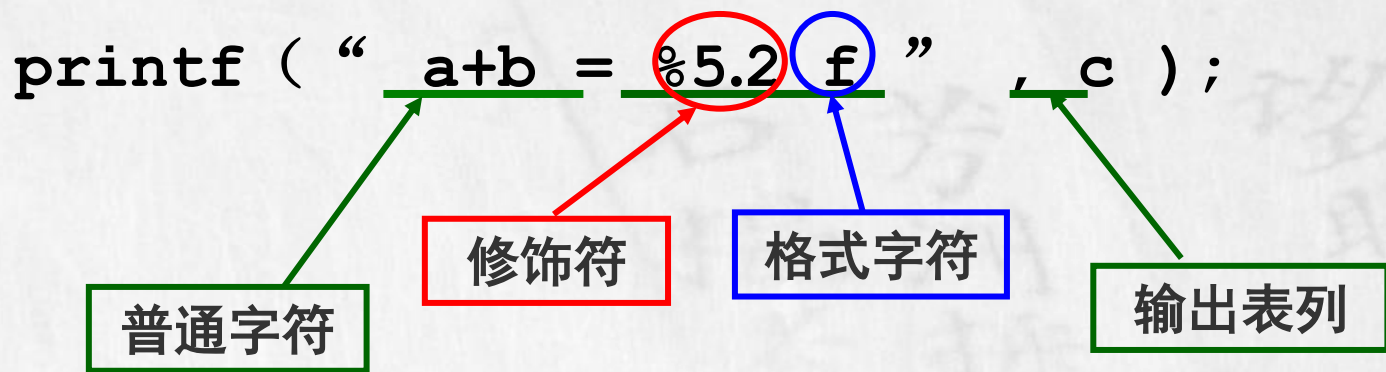 printf（“ a+b = %5.2 f ” , c );
修饰符
格式字符
普通字符
输出表列